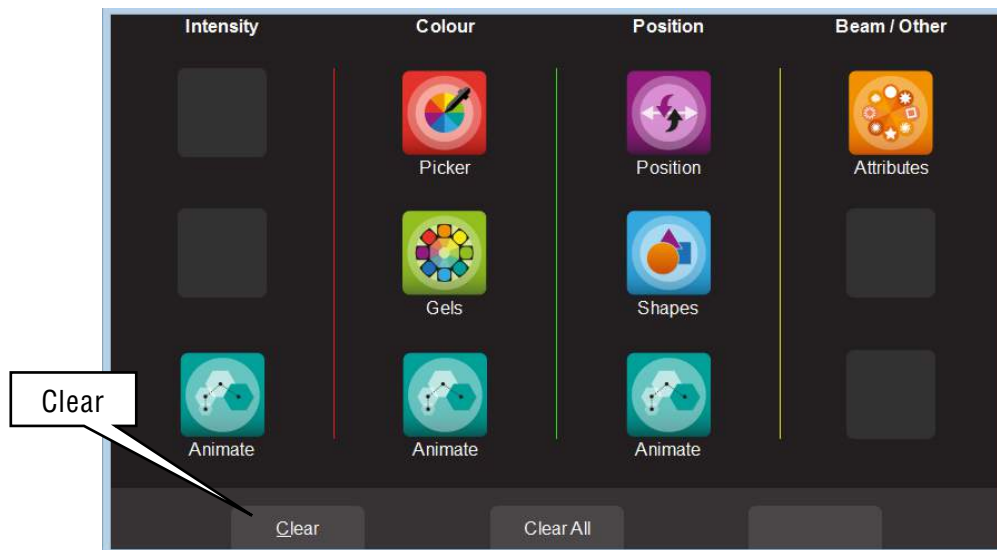 Intensity Colour Position Beam / Other
Picker Position Attributes
Gels Shapes
Clear
Animate Animate Animate
Clear Clear All